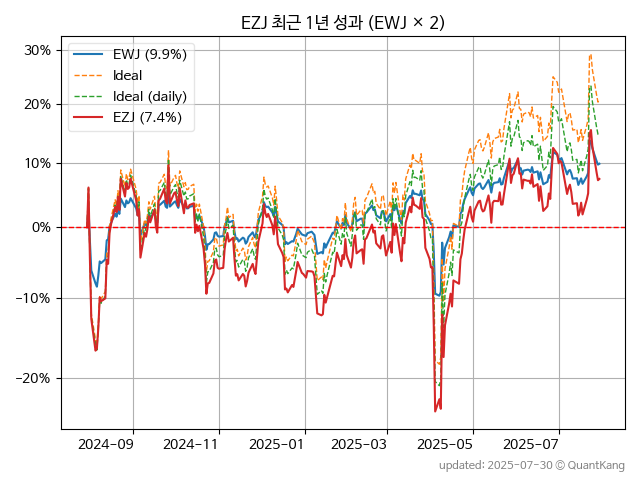 EZJ 최근 1년 성과 (EWJ × 2)
EWJ (9.9%)
Ideal
Ideal (daily)
EZJ (7.4%)
30%
20%
10%
0%
−10%
−20%
2024-09
2024-11
2025-01
2025-03
2025-05
2025-07
updated: 2025-07-30 © QuantKang